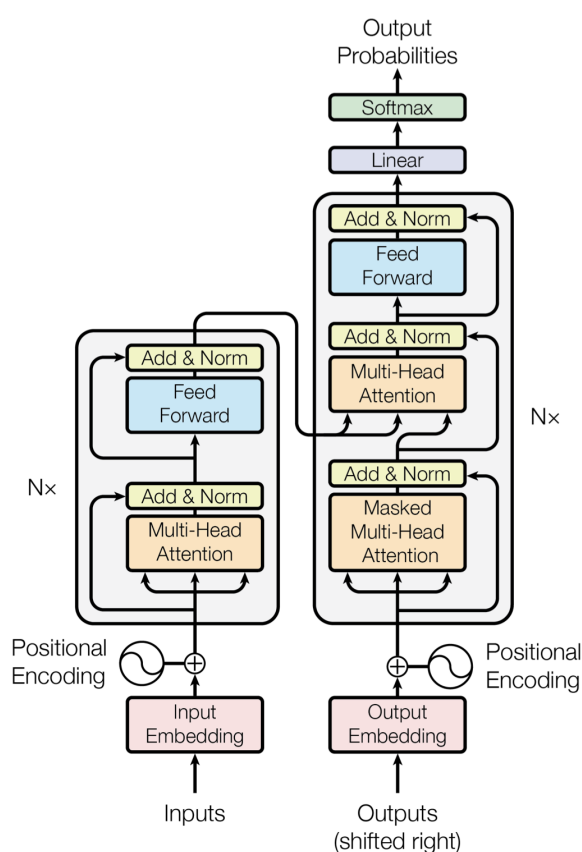 Output
Probabilities
Softmax
Linear
Add & Norm
Feed
Forward
Add & Norm
Multi-Head
Attention
Add & Norm
Masked
Multi-Head
Attention
N×
Add & Norm
Feed
Forward
Add & Norm
Multi-Head
Attention
N×
Positional
Encoding
Positional
Encoding
Input
Embedding
Output
Embedding
Inputs
Outputs
(shifted right)